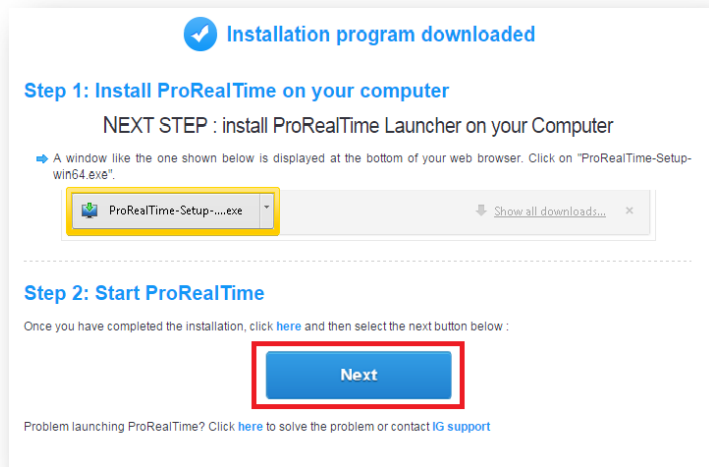 Installation program downloaded
Step 1: Install ProRealTime on your computer
NEXT STEP : install ProRealTime Launcher on your Computer
A window like the one shown below is displayed at the bottom of your web browser. Click on "ProRealTime-Setup-
win64.exe".
ProRealTime-Setup-....exe
Show all downloads...
Step 2: Start ProRealTime
Once you have completed the installation, click here and then select the next button below :
Next
Problem launching ProRealTime? Click here to solve the problem or contact IG support